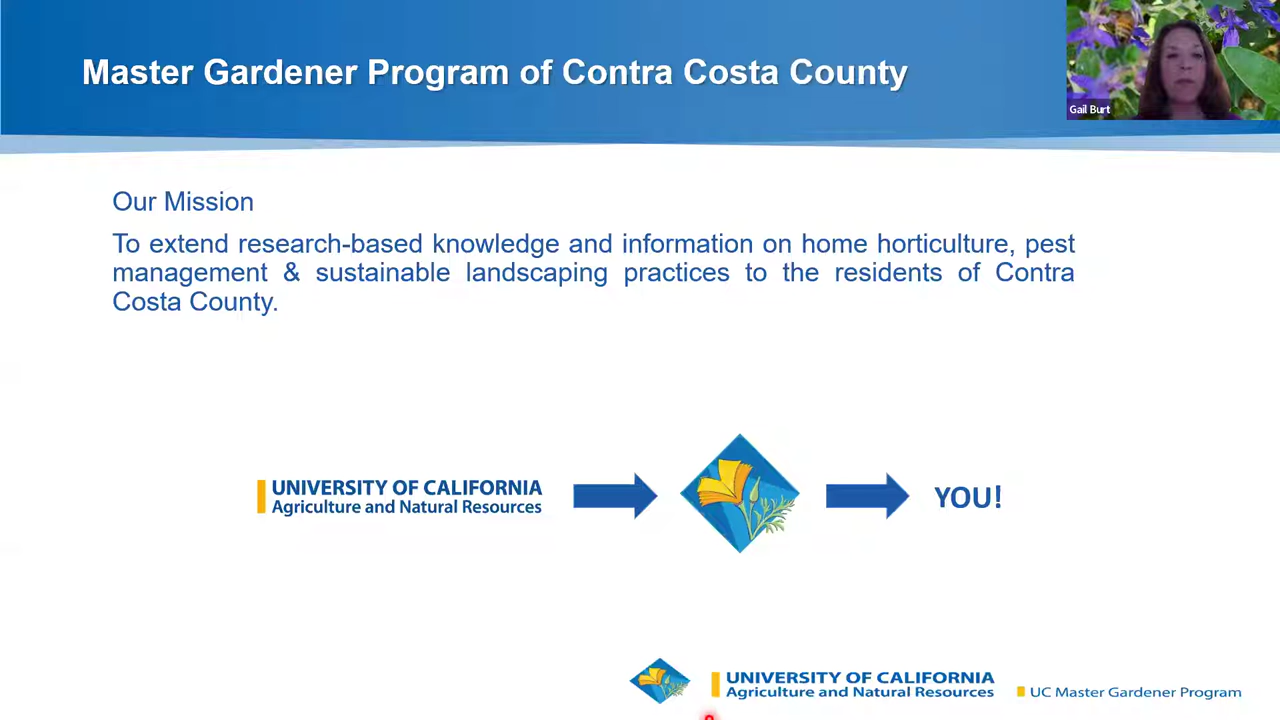 Master Gardener Program of Contra Costa County
Gail Burt
Our Mission
To extend research-based knowledge and information on home horticulture, pest
management & sustainable landscaping practices to the residents of Contra
Costa County.
UNIVERSITY OF CALIFORNIA
Agriculture and Natural Resources
YOU!
UNIVERSITY OF CALIFORNIA
Agriculture and Natural Resources
UC Master Gardener Program